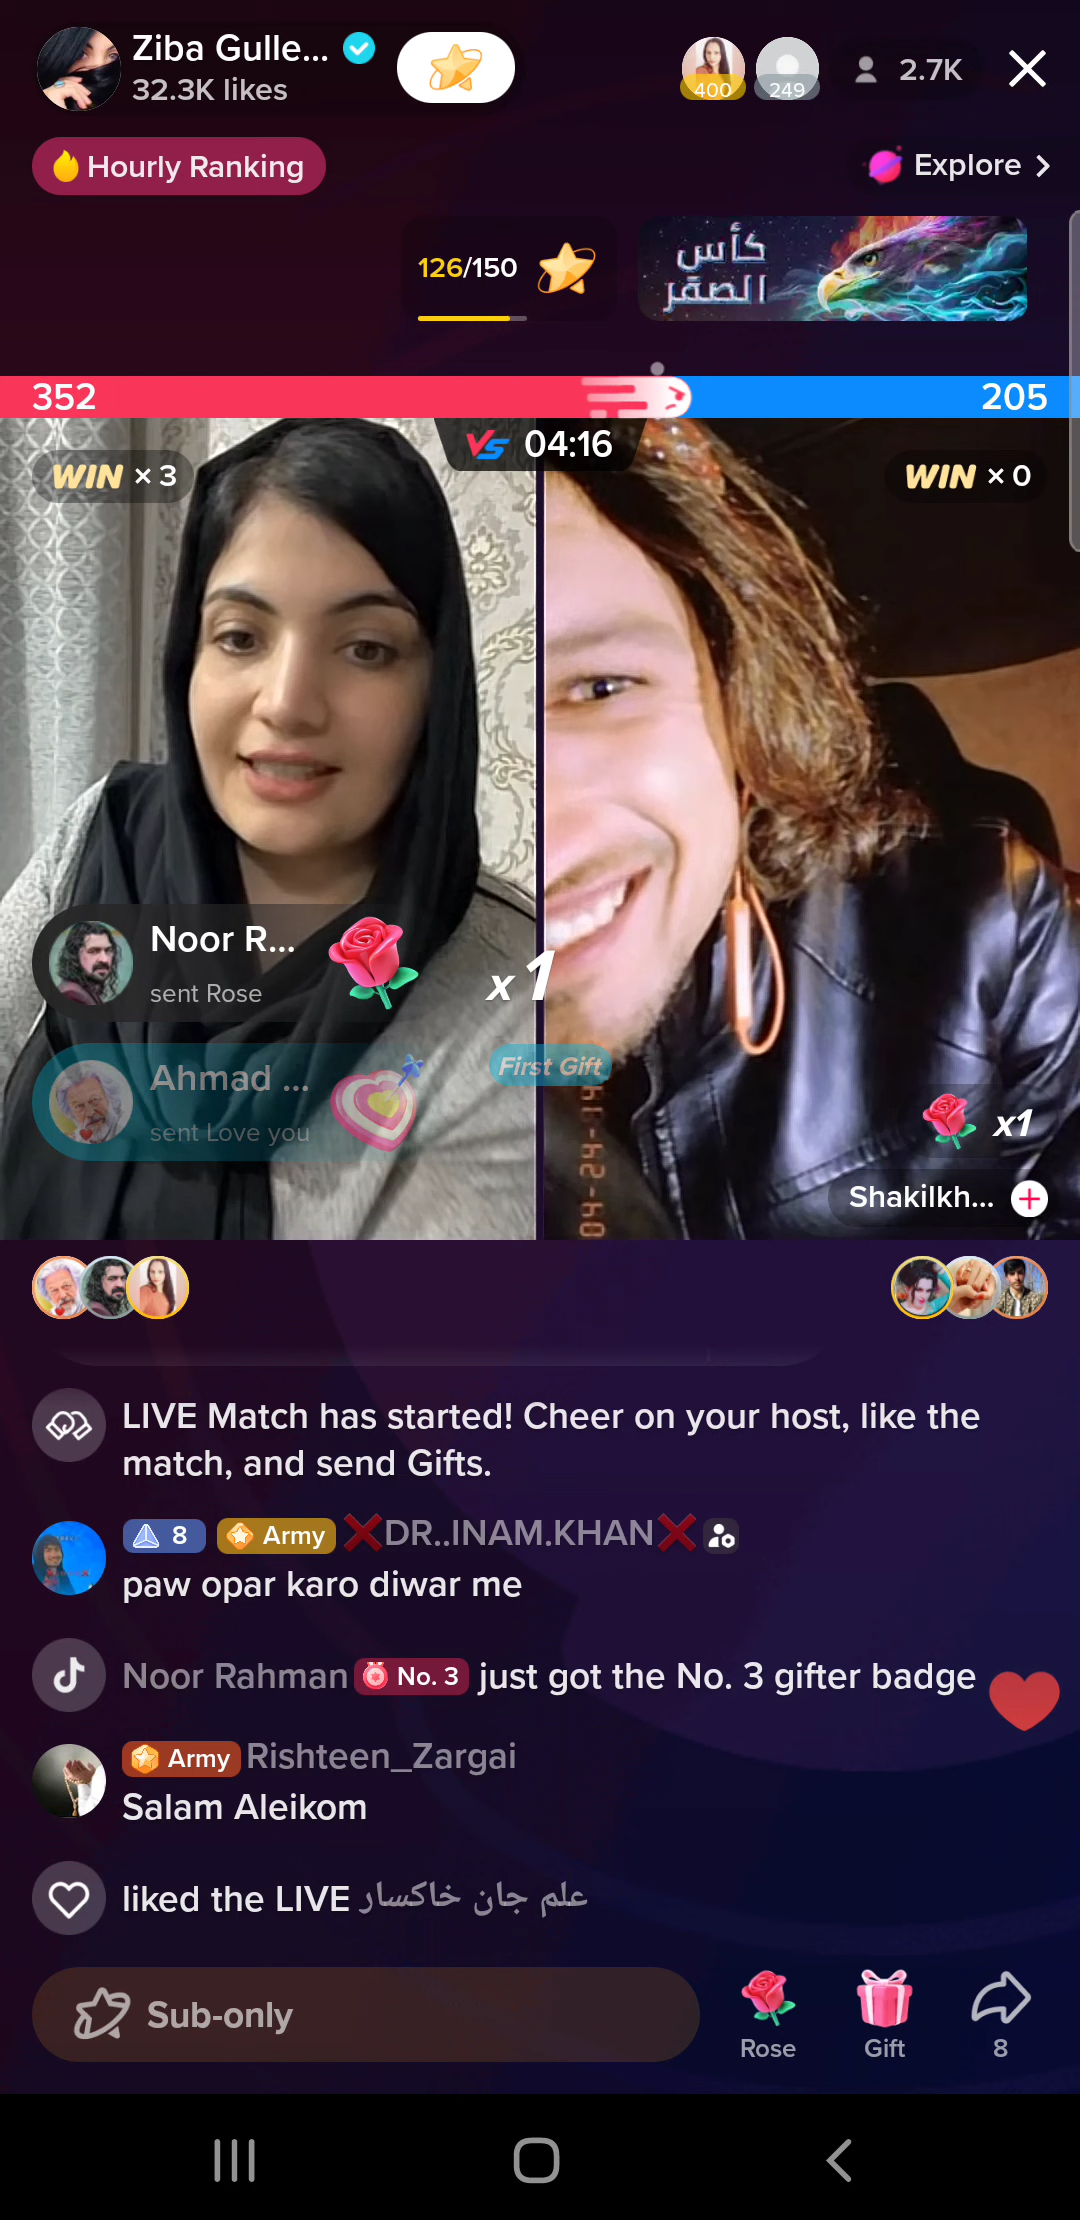 Ziba Gulle...
32.3K likes
400
249
2.7K
Hourly Ranking
Explore >
126/150
كأس
الصقر
352
205
VS 04:16
WIN × 3
WIN × 0
Noor R...
sent Rose
x1
Ahmad ...
sent Love you
First Gift
x1
Shakilkh...
LIVE Match has started! Cheer on your host, like the
match, and send Gifts.
8 Army ❌DR..INAM.KHAN❌
paw opar karo diwar me
Noor Rahman No. 3 just got the No. 3 gifter badge
Army Rishteen_Zargai
Salam Aleikom
liked the LIVE علم جان خاکسار
Sub-only
Rose
Gift
8